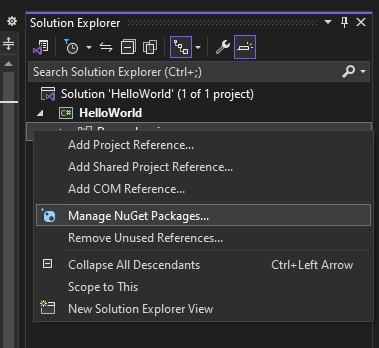 Solution Explorer
Search Solution Explorer (Ctrl+;)
Solution 'HelloWorld' (1 of 1 project)
C# HelloWorld
Add Project Reference...
Add Shared Project Reference...
Add COM Reference...
Manage NuGet Packages...
Remove Unused References...
Collapse All Descendants Ctrl+Left Arrow
Scope to This
New Solution Explorer View